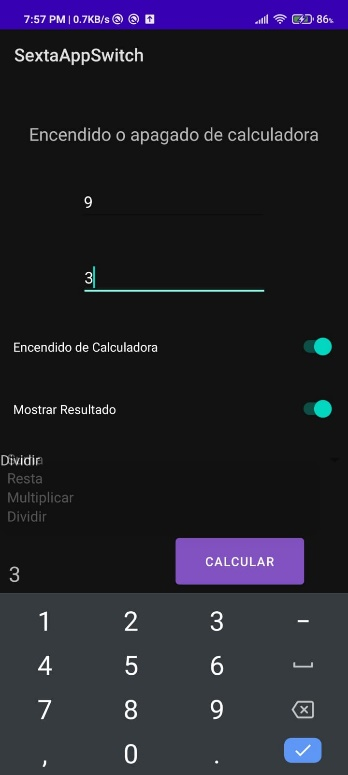 7:57 PM | 0.7KB/s
86%
SextaAppSwitch
Encendido o apagado de calculadora
9
3
Encendido de Calculadora
Mostrar Resultado
Dividir
Resta
Multiplicar
Dividir
3
CALCULAR
1 2 3 -
4 5 6
7 8 9
, 0 .